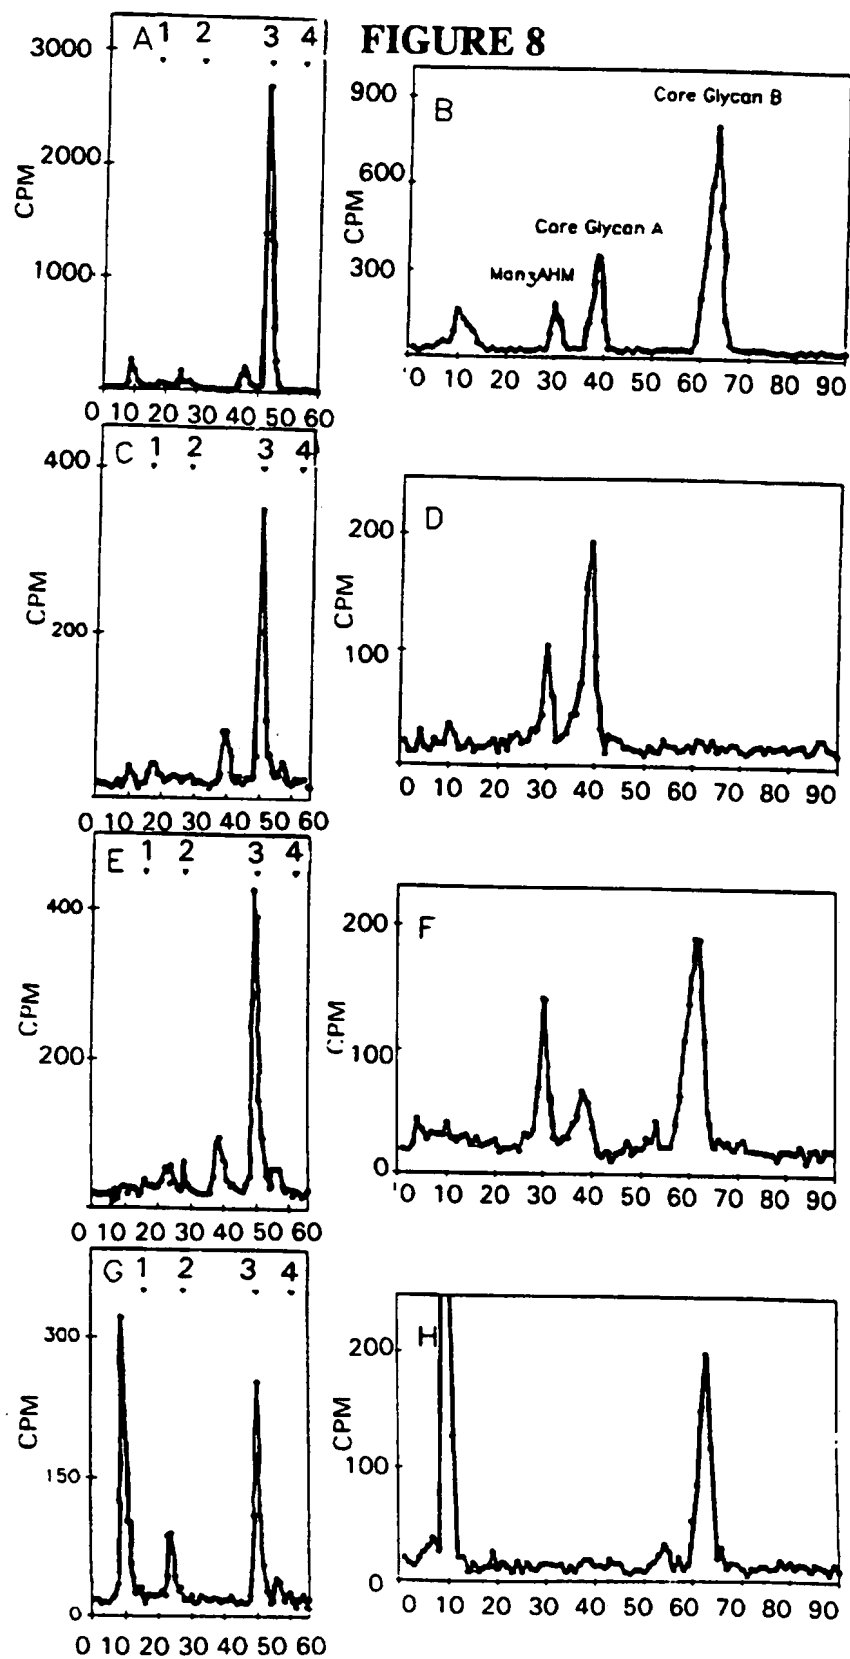 FIGURE 8
A 1 2 3 4
3000
2000
1000
CPM
0 10 20 30 40 50 60
B
Core Glycan B
Core Glycan A
Man3AHM
900
600
300
CPM
0 10 20 30 40 50 60 70 80 90
C 1 2 3 4
400
200
CPM
0 10 20 30 40 50 60
D
200
100
CPM
0 10 20 30 40 50 60 70 80 90
E 1 2 3 4
400
200
CPM
0 10 20 30 40 50 60
F
200
100
0
CPM
0 10 20 30 40 50 60 70 80 90
G 1 2 3 4
300
150
0
CPM
0 10 20 30 40 50 60
H
200
100
0
CPM
0 10 20 30 40 50 60 70 80 90